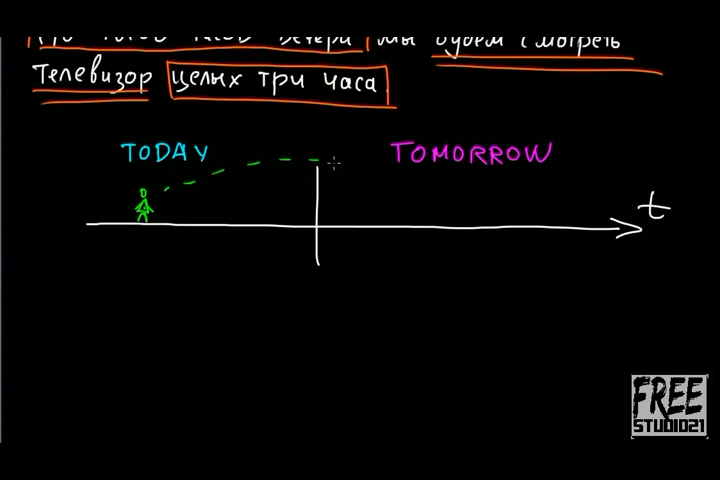 мы будем смотреть
телевизор целых три часа
TODAY TOMORROW
t
FREE
STUDIO21